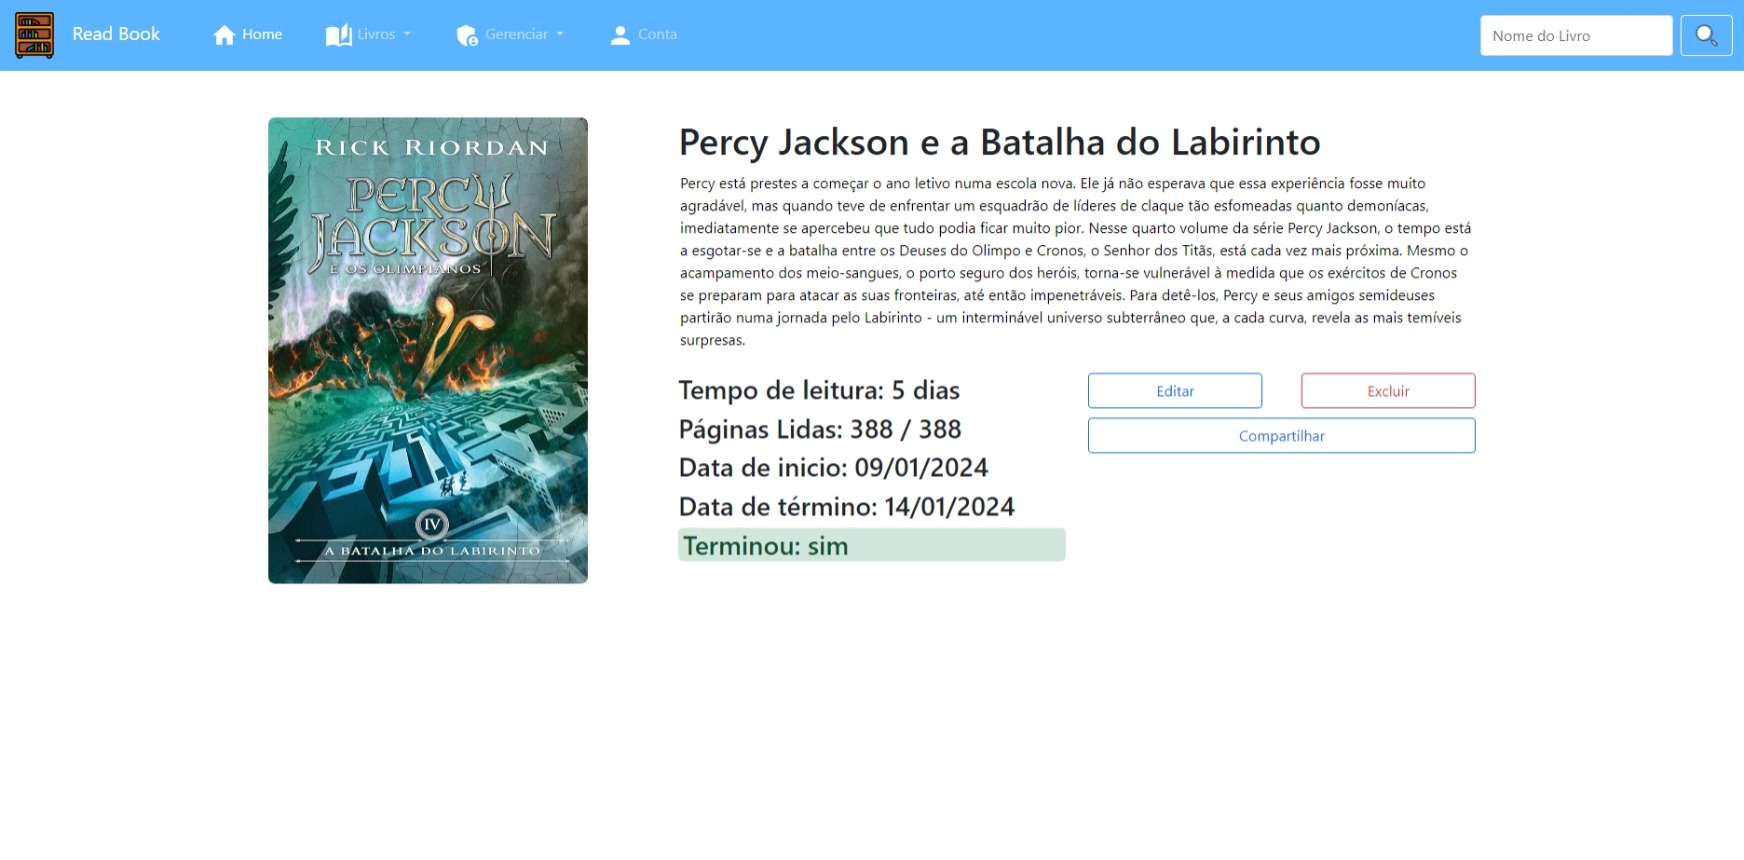 Read Book
Home
Livros
Gerenciar
Conta
Nome do Livro
RICK RIORDAN
PERCY
JACKSON
E OS OLIMPIANOS
IV
A BATALHA DO LABIRINTO
Percy Jackson e a Batalha do Labirinto
Percy está prestes a começar o ano letivo numa escola nova. Ele já não esperava que essa experiência fosse muito
agradável, mas quando teve de enfrentar um esquadrão de líderes de claque tão esfomeadas quanto demoníacas,
imediatamente se apercebeu que tudo podia ficar muito pior. Nesse quarto volume da série Percy Jackson, o tempo está
a esgotar-se e a batalha entre os Deuses do Olimpo e Cronos, o Senhor dos Titãs, está cada vez mais próxima. Mesmo o
acampamento dos meio-sangues, o porto seguro dos heróis, torna-se vulnerável à medida que os exércitos de Cronos
se preparam para atacar as suas fronteiras, até então impenetráveis. Para detê-los, Percy e seus amigos semideuses
partirão numa jornada pelo Labirinto - um interminável universo subterrâneo que, a cada curva, revela as mais temíveis
surpresas.
Tempo de leitura: 5 dias
Páginas Lidas: 388 / 388
Data de inicio: 09/01/2024
Data de término: 14/01/2024
Terminou: sim
Editar
Excluir
Compartilhar